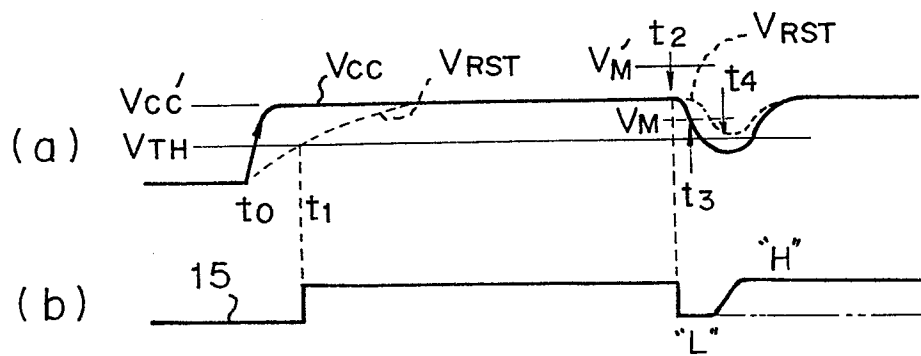 (a)
VCC'
VTH
VCC
VRST
t0
t1
t2
VM'
VRST
VM
t4
t3
(b)
15
"L"
"H"